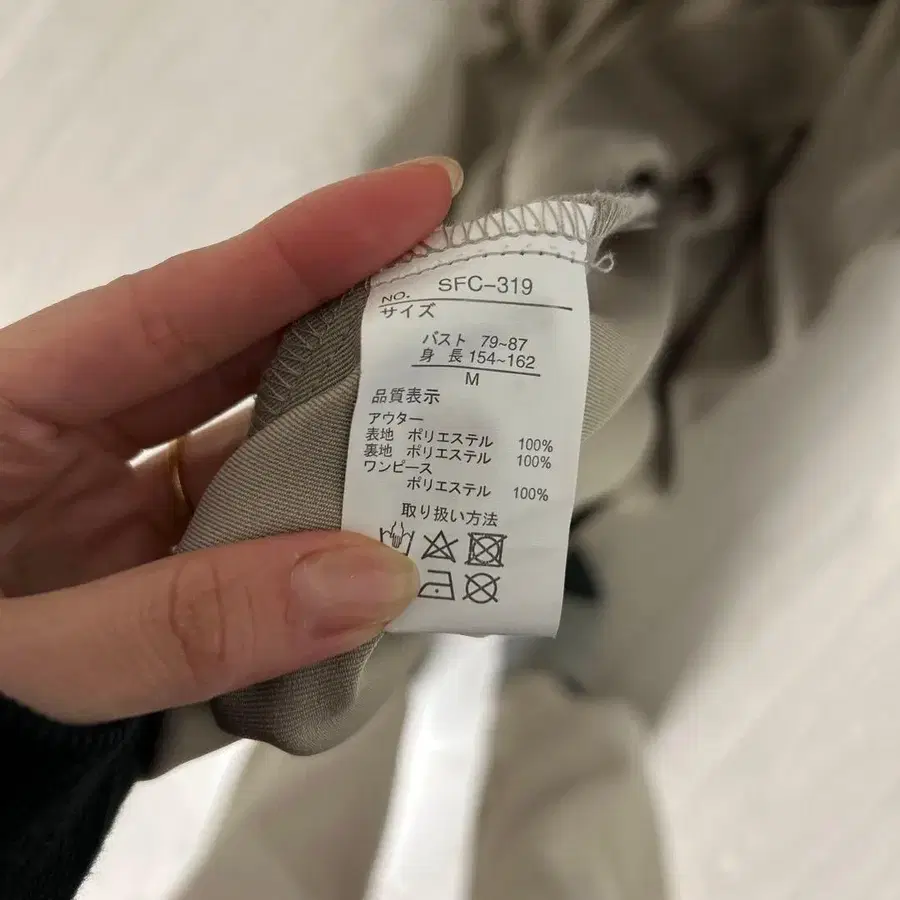 NO. SFC-319
サイズ
バスト 79~87
身 長 154~162
M
品質表示
アウター
表地 ポリエステル 100%
裏地 ポリエステル 100%
ワンピース
ポリエステル 100%
取り扱い方法